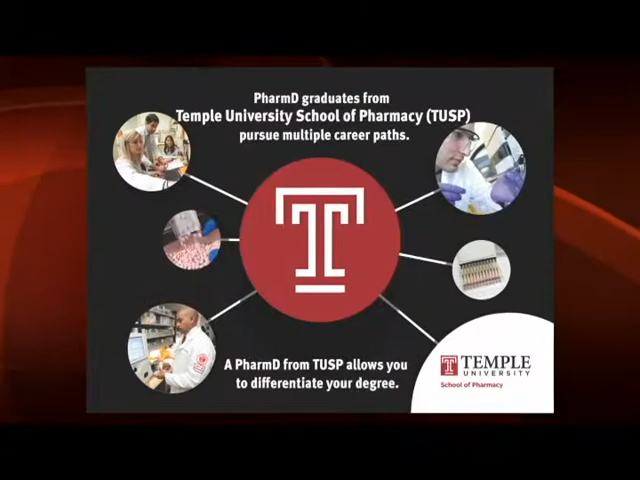 PharmD graduates from
Temple University School of Pharmacy (TUSP)
pursue multiple career paths.
T
A PharmD from TUSP allows you
to differentiate your degree.
T TEMPLE
UNIVERSITY
School of Pharmacy